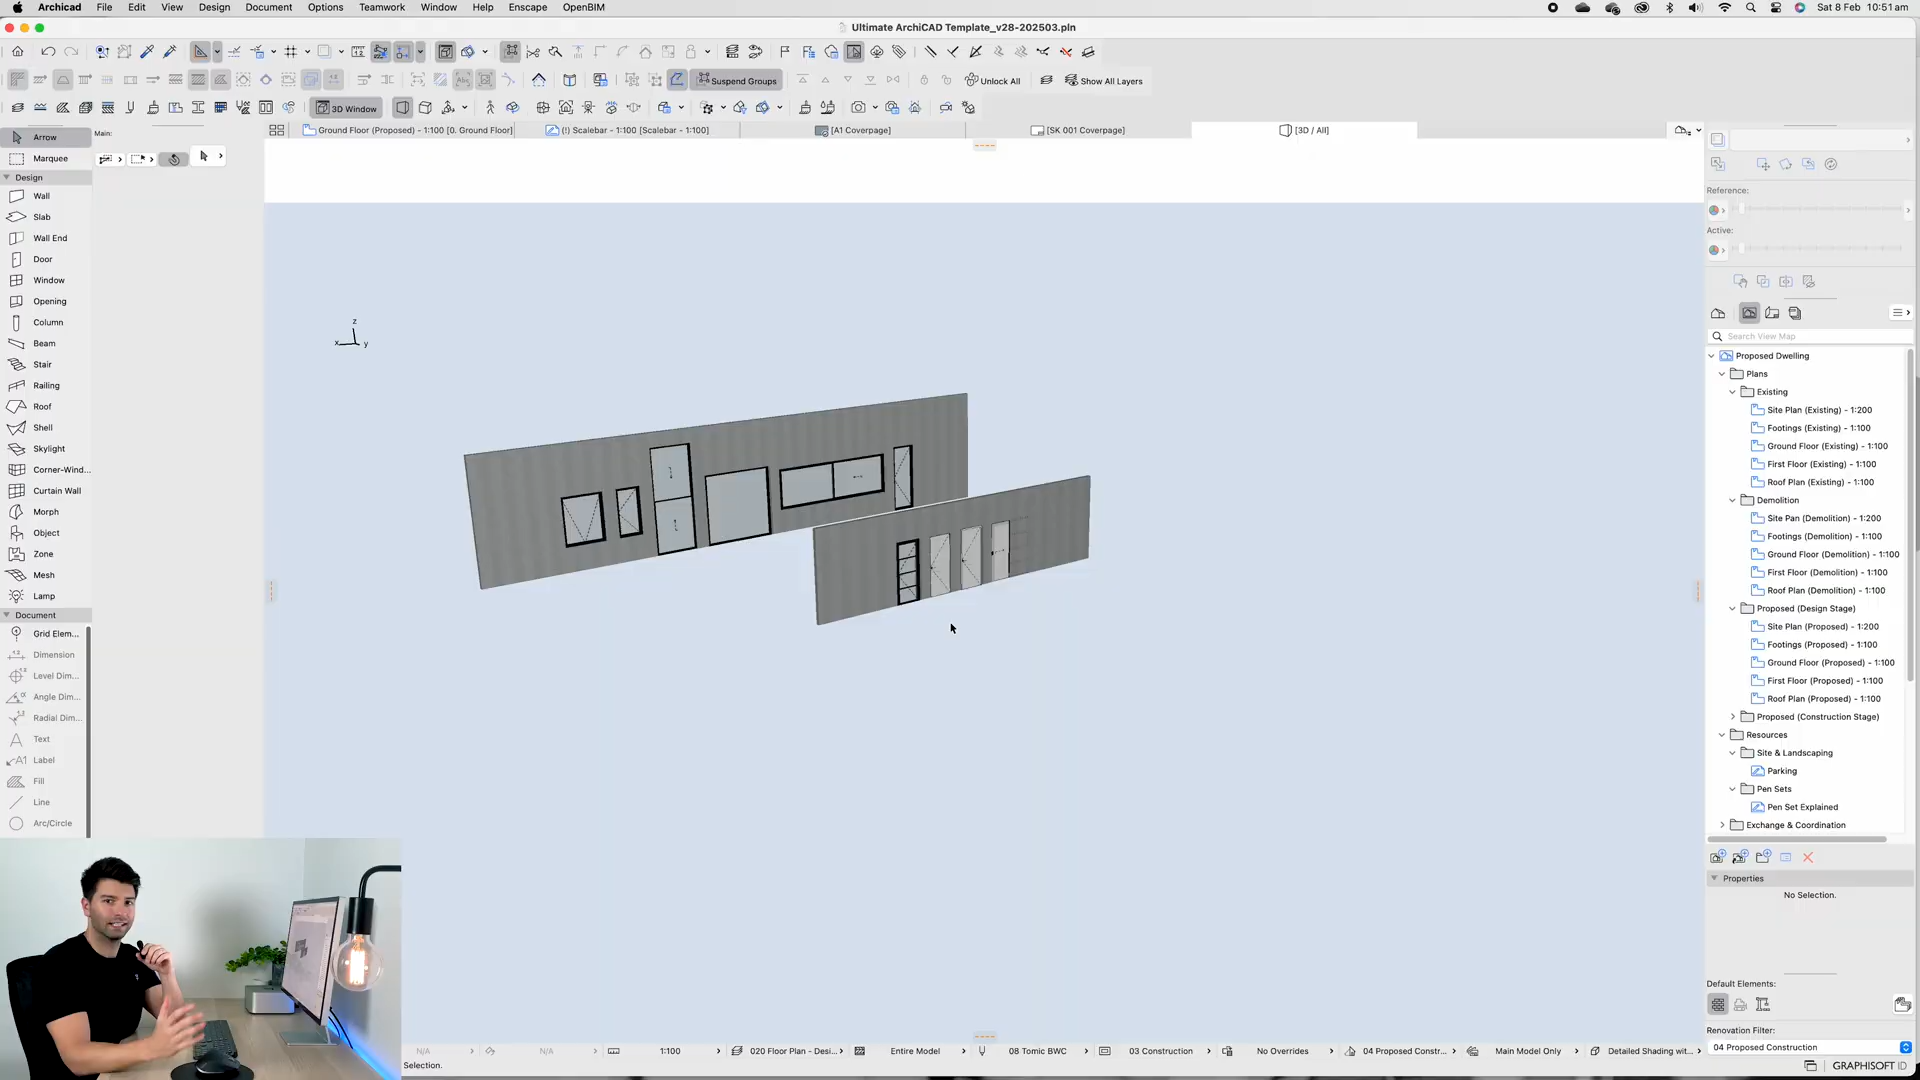 Archicad File Edit View Design Document Options Teamwork Window Help Enscape OpenBIM Sat 8 Feb 10:51 am
Ultimate ArchiCAD Template_v28-202503.pln
Suspend Groups Unlock All Show All Layers
3D Window
Arrow
Marquee
Design
Wall
Slab
Wall End
Door
Window
Opening
Column
Beam
Stair
Railing
Roof
Shell
Skylight
Corner-Wind...
Curtain Wall
Morph
Object
Zone
Mesh
Lamp
Document
Grid Elem...
Dimension
Level Dim...
Angle Dim...
Radial Dim...
Text
A1 Label
Fill
Line
Arc/Circle
Main:
Ground Floor (Proposed) - 1:100 [0. Ground Floor] (!) Scalebar - 1:100 [Scalebar - 1:100] [A1 Coverpage] [SK 001 Coverpage] [3D / All]
z
x y
Reference:
Active:
Search View Map
Proposed Dwelling
Plans
Existing
Site Plan (Existing) - 1:200
Footings (Existing) - 1:100
Ground Floor (Existing) - 1:100
First Floor (Existing) - 1:100
Roof Plan (Existing) - 1:100
Demolition
Site Pan (Demolition) - 1:200
Footings (Demolition) - 1:100
Ground Floor (Demolition) - 1:100
First Floor (Demolition) - 1:100
Roof Plan (Demolition) - 1:100
Proposed (Design Stage)
Site Plan (Proposed) - 1:200
Footings (Proposed) - 1:100
Ground Floor (Proposed) - 1:100
First Floor (Proposed) - 1:100
Roof Plan (Proposed) - 1:100
Proposed (Construction Stage)
Resources
Site & Landscaping
Parking
Pen Sets
Pen Set Explained
Exchange & Coordination
Properties
No Selection.
Default Elements:
Renovation Filter:
04 Proposed Construction
GRAPHISOFT ID
N/A N/A 1:100 020 Floor Plan - Desi... Entire Model 08 Tomic BWC 03 Construction No Overrides 04 Proposed Constr... Main Model Only Detailed Shading wit...
Selection.